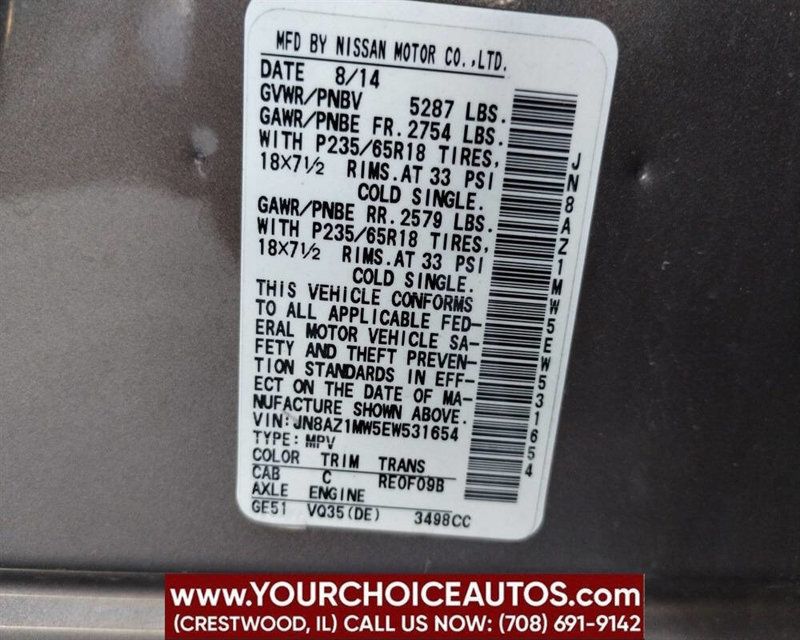 MFD BY NISSAN MOTOR CO.,LTD.
DATE 8/14
GVWR/PNBV 5287 LBS.
GAWR/PNBE FR. 2754 LBS.
WITH P235/65R18 TIRES,
18X7½ RIMS.AT 33 PSI
COLD SINGLE.
GAWR/PNBE RR. 2579 LBS.
WITH P235/65R18 TIRES,
18X7½ RIMS.AT 33 PSI
COLD SINGLE.
THIS VEHICLE CONFORMS
TO ALL APPLICABLE FED-
ERAL MOTOR VEHICLE SA-
FETY AND THEFT PREVEN-
TION STANDARDS IN EFF-
ECT ON THE DATE OF MA-
NUFACTURE SHOWN ABOVE.
VIN:JN8AZ1MW5EW531654
TYPE: MPV
COLOR TRIM TRANS
CAB C RE0F09B
AXLE ENGINE
GE51 VQ35(DE) 3498CC
JN8AZ1MW5EW531654
www.YOURCHOICEAUTOS.com
(CRESTWOOD, IL) CALL US NOW: (708) 691-9142